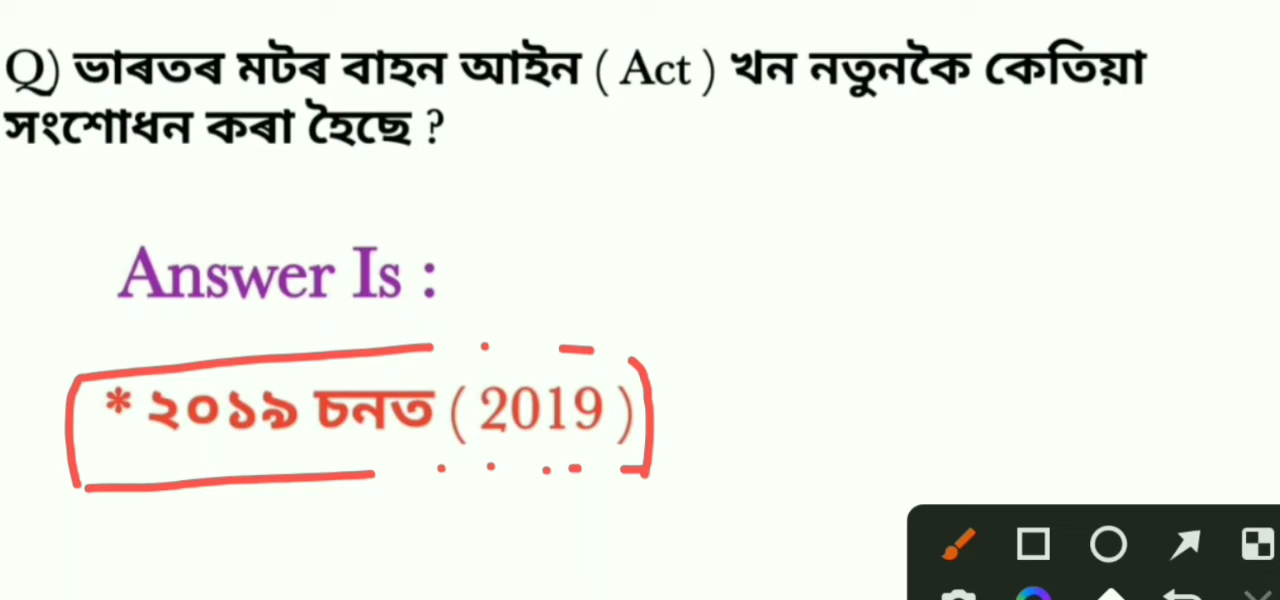 Q) ভাৰতৰ মটৰ বাহন আইন ( Act ) খন নতুনকৈ কেতিয়া
সংশোধন কৰা হৈছে ?
Answer Is :
* ২০১৯ চনত ( 2019 )